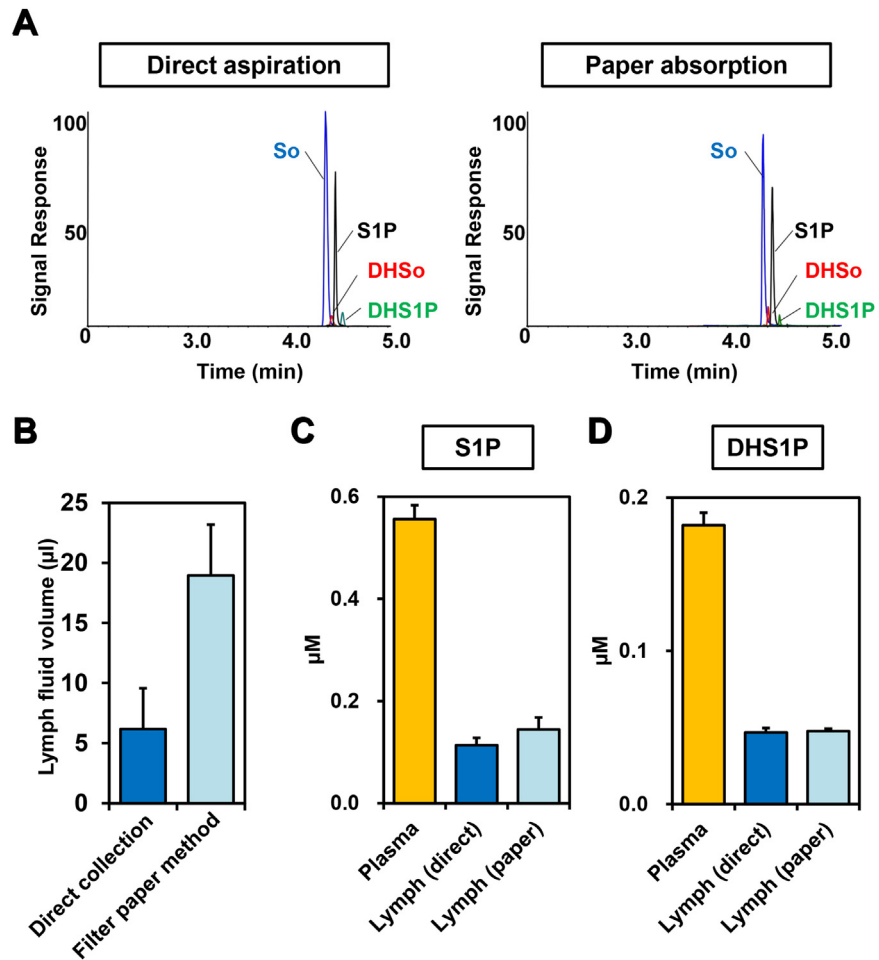 A
Direct aspiration
Paper absorption
100
50
Signal Response
So
S1P
DHSo
DHS1P
0
3.0
4.0
5.0
Time (min)
100
50
Signal Response
So
S1P
DHSo
DHS1P
0
3.0
4.0
5.0
Time (min)
B
25
20
15
10
5
0
Lymph fluid volume (µl)
Direct collection
Filter paper method
C
S1P
0.6
0.4
0.2
0.0
µM
Plasma
Lymph (direct)
Lymph (paper)
D
DHS1P
0.2
0.1
0.0
µM
Plasma
Lymph (direct)
Lymph (paper)